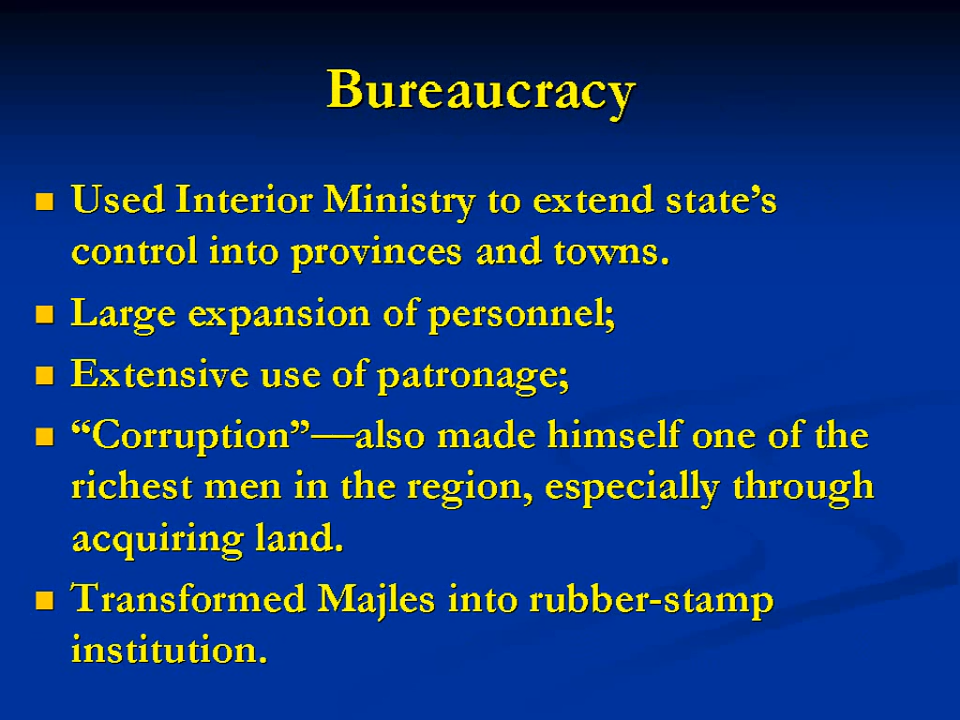 Bureaucracy
Used Interior Ministry to extend state’s
control into provinces and towns.
Large expansion of personnel;
Extensive use of patronage;
“Corruption”—also made himself one of the
richest men in the region, especially through
acquiring land.
Transformed Majles into rubber-stamp
institution.